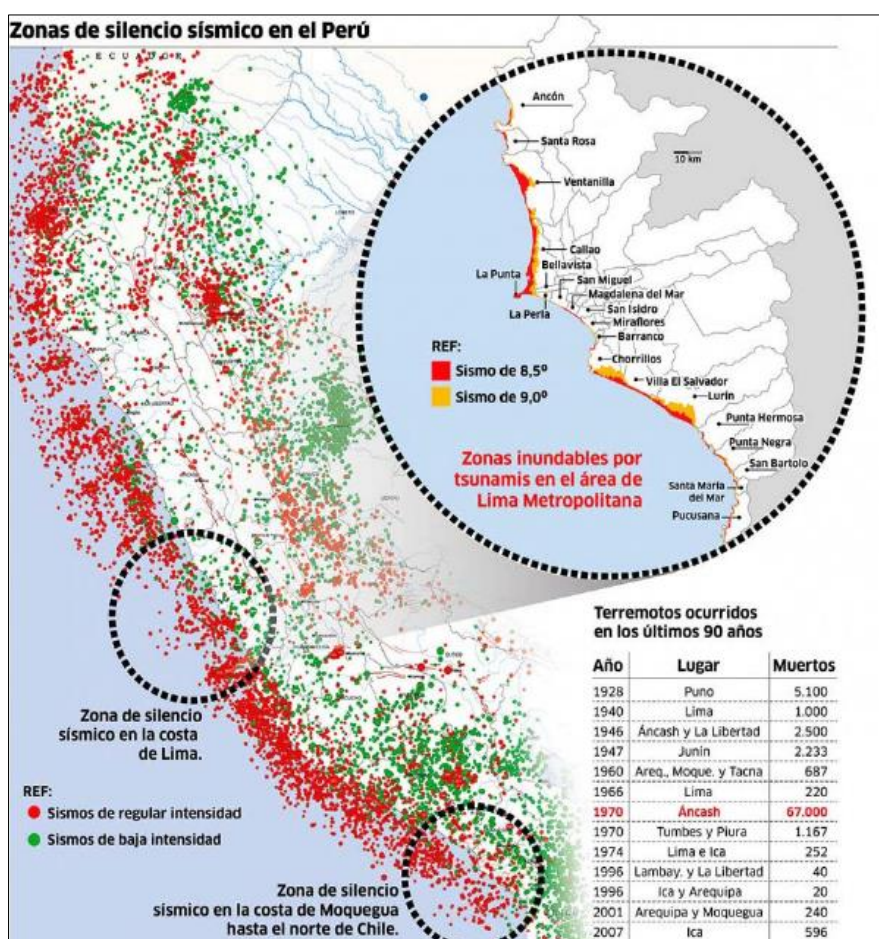 Zonas de silencio sísmico en el Perú
ECUADOR
Ancón
Santa Rosa
10 km
Ventanilla
Callao
Bellavista
La Punta
San Miguel
Magdalena del Mar
La Perla
San Isidro
Miraflores
Barranco
Chorrillos
REF:
Sismo de 8,5º
Sismo de 9,0º
Villa El Salvador
Lurín
Punta Hermosa
Punta Negra
San Bartolo
Santa María
del Mar
Pucusana
Zonas inundables por
tsunamis en el área de
Lima Metropolitana
Zona de silencio
sísmico en la costa
de Lima.
REF:
Sismos de regular intensidad
Sismos de baja intensidad
Zona de silencio
sísmico en la costa de Moquegua
hasta el norte de Chile.
Terremotos ocurridos
en los últimos 90 años
Año Lugar Muertos
1928 Puno 5.100
1940 Lima 1.000
1946 Áncash y La Libertad 2.500
1947 Junín 2.233
1960 Areq., Moque. y Tacna 687
1966 Lima 220
1970 Áncash 67.000
1970 Tumbes y Piura 1.167
1974 Lima e Ica 252
1996 Lambay. y La Libertad 40
1996 Ica y Arequipa 20
2001 Arequipa y Moquegua 240
2007 Ica 596